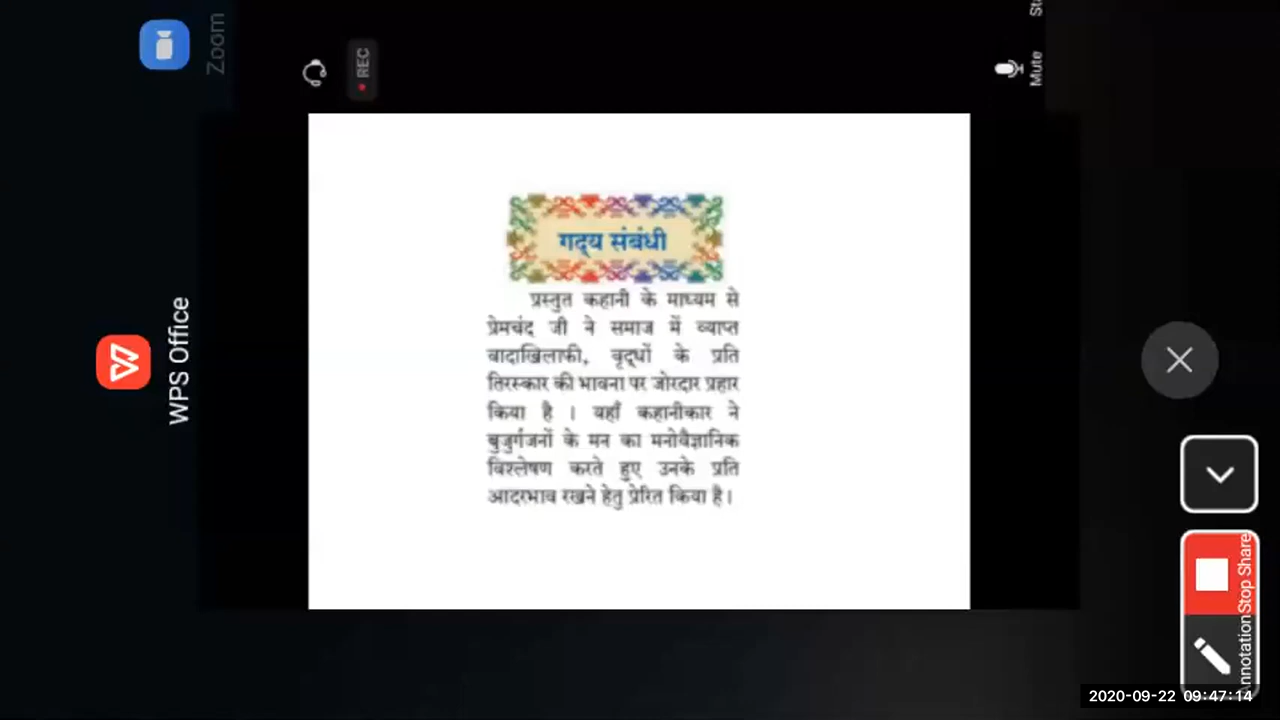 Zoom
REC
Mute
WPS Office
गद्‌य संबंधी
प्रस्तुत कहानी के माध्यम से
प्रेमचंद जी ने समाज में व्याप्त
वादाखिलाफी, वृद्‌धों के प्रति
तिरस्कार की भावना पर जोरदार प्रहार
किया है । यहाँ कहानीकार ने
बुजुर्गजनों के मन का मनोवैज्ञानिक
विश्लेषण करते हुए उनके प्रति
आदरभाव रखने हेतु प्रेरित किया है।
Stop Share
Annotation
2020-09-22 09:47:14